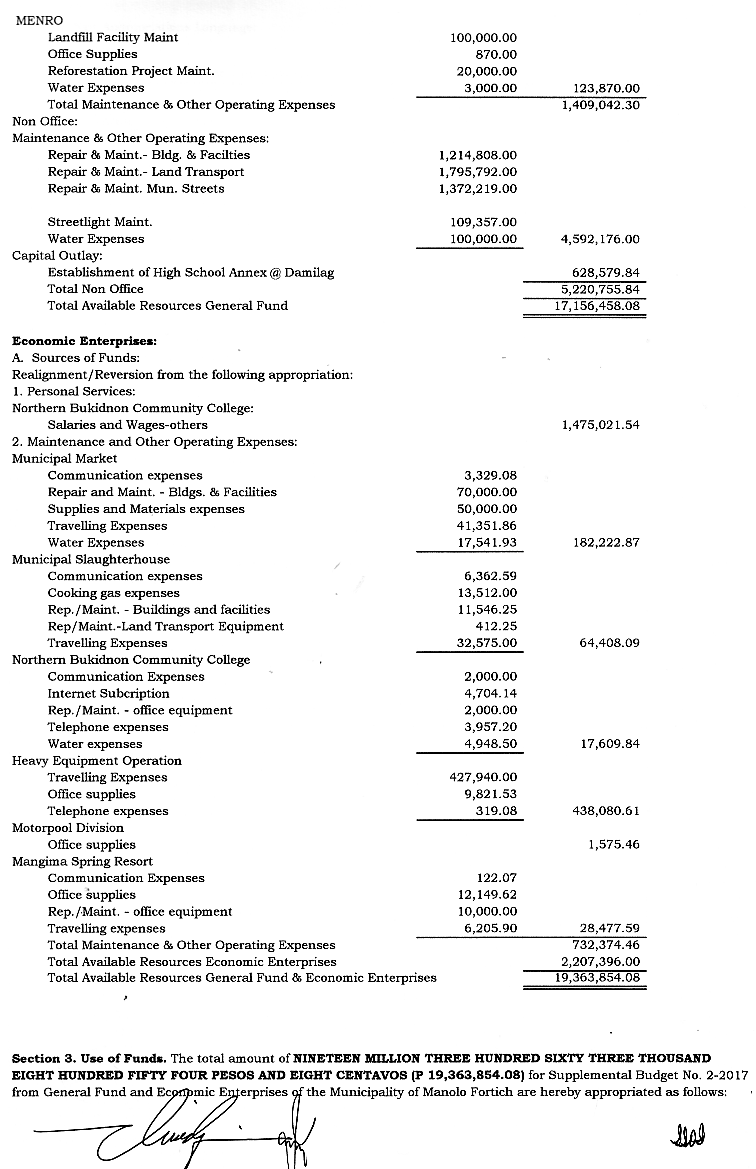 MENRO
Landfill Facility Maint 100,000.00
Office Supplies 870.00
Reforestation Project Maint. 20,000.00
Water Expenses 3,000.00 123,870.00
Total Maintenance & Other Operating Expenses 1,409,042.30
Non Office:
Maintenance & Other Operating Expenses:
Repair & Maint.- Bldg. & Facilties 1,214,808.00
Repair & Maint.- Land Transport 1,795,792.00
Repair & Maint. Mun. Streets 1,372,219.00
Streetlight Maint. 109,357.00
Water Expenses 100,000.00 4,592,176.00
Capital Outlay:
Establishment of High School Annex @ Damilag 628,579.84
Total Non Office 5,220,755.84
Total Available Resources General Fund 17,156,458.08
Economic Enterprises:
A. Sources of Funds:
Realignment/Reversion from the following appropriation:
1. Personal Services:
Northern Bukidnon Community College:
Salaries and Wages-others 1,475,021.54
2. Maintenance and Other Operating Expenses:
Municipal Market
Communication expenses 3,329.08
Repair and Maint. - Bldgs. & Facilities 70,000.00
Supplies and Materials expenses 50,000.00
Travelling Expenses 41,351.86
Water Expenses 17,541.93 182,222.87
Municipal Slaughterhouse
Communication expenses 6,362.59
Cooking gas expenses 13,512.00
Rep./Maint. - Buildings and facilities 11,546.25
Rep/Maint.-Land Transport Equipment 412.25
Travelling Expenses 32,575.00 64,408.09
Northern Bukidnon Community College
Communication Expenses 2,000.00
Internet Subcription 4,704.14
Rep./Maint. - office equipment 2,000.00
Telephone expenses 3,957.20
Water expenses 4,948.50 17,609.84
Heavy Equipment Operation
Travelling Expenses 427,940.00
Office supplies 9,821.53
Telephone expenses 319.08 438,080.61
Motorpool Division
Office supplies 1,575.46
Mangima Spring Resort
Communication Expenses 122.07
Office supplies 12,149.62
Rep./Maint. - office equipment 10,000.00
Travelling expenses 6,205.90 28,477.59
Total Maintenance & Other Operating Expenses 732,374.46
Total Available Resources Economic Enterprises 2,207,396.00
Total Available Resources General Fund & Economic Enterprises 19,363,854.08
Section 3. Use of Funds. The total amount of NINETEEN MILLION THREE HUNDRED SIXTY THREE THOUSAND
EIGHT HUNDRED FIFTY FOUR PESOS AND EIGHT CENTAVOS (P 19,363,854.08) for Supplemental Budget No. 2-2017
from General Fund and Economic Enterprises of the Municipality of Manolo Fortich are hereby appropriated as follows: